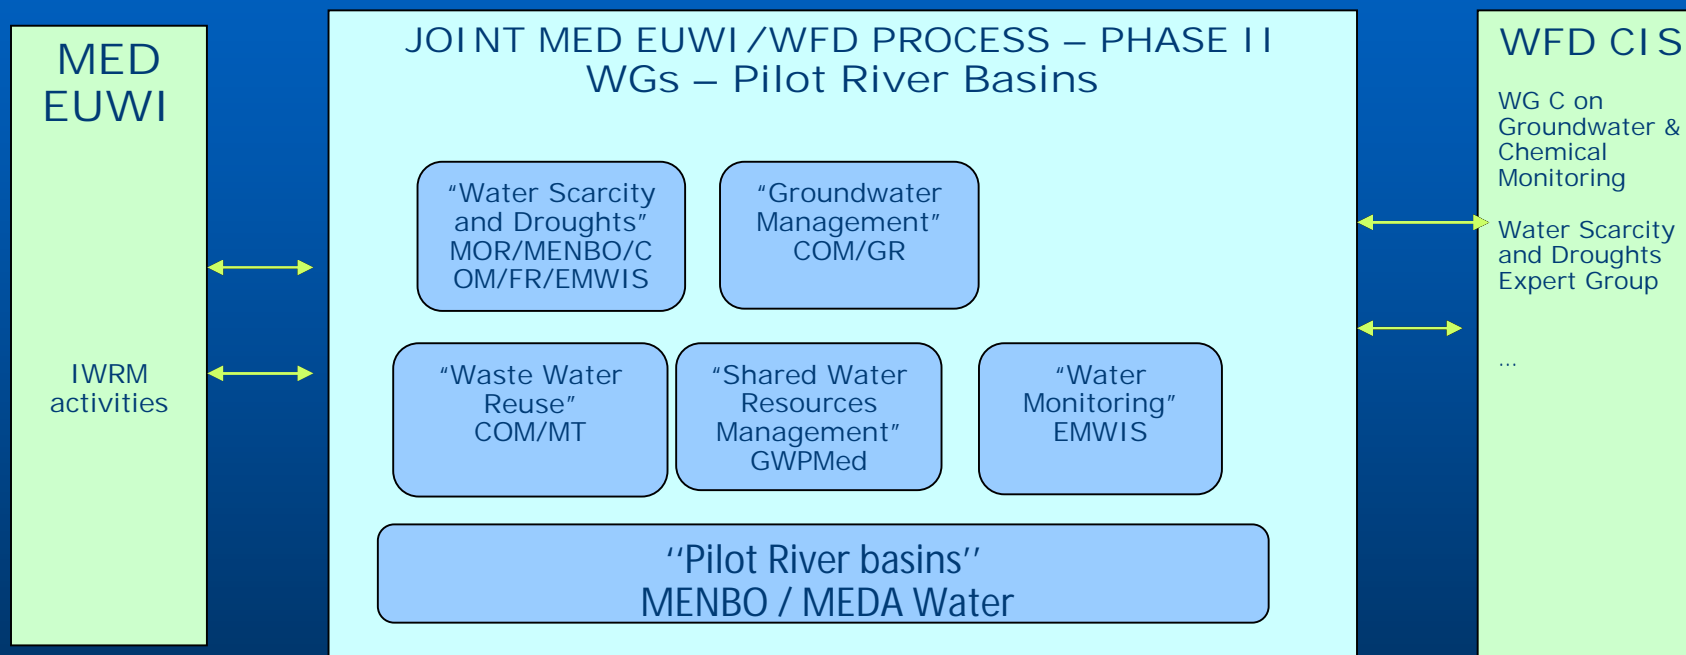 MED
EUWI
IWRM
activities
JOINT MED EUWI/WFD PROCESS – PHASE II
WGs – Pilot River Basins
“Water Scarcity
and Droughts”
MOR/MENBO/C
OM/FR/EMWIS
“Groundwater
Management”
COM/GR
“Waste Water
Reuse”
COM/MT
“Shared Water
Resources
Management”
GWPMed
“Water
Monitoring”
EMWIS
‘‘Pilot River basins’’
MENBO / MEDA Water
WFD CIS
WG C on
Groundwater &
Chemical
Monitoring
Water Scarcity
and Droughts
Expert Group
...